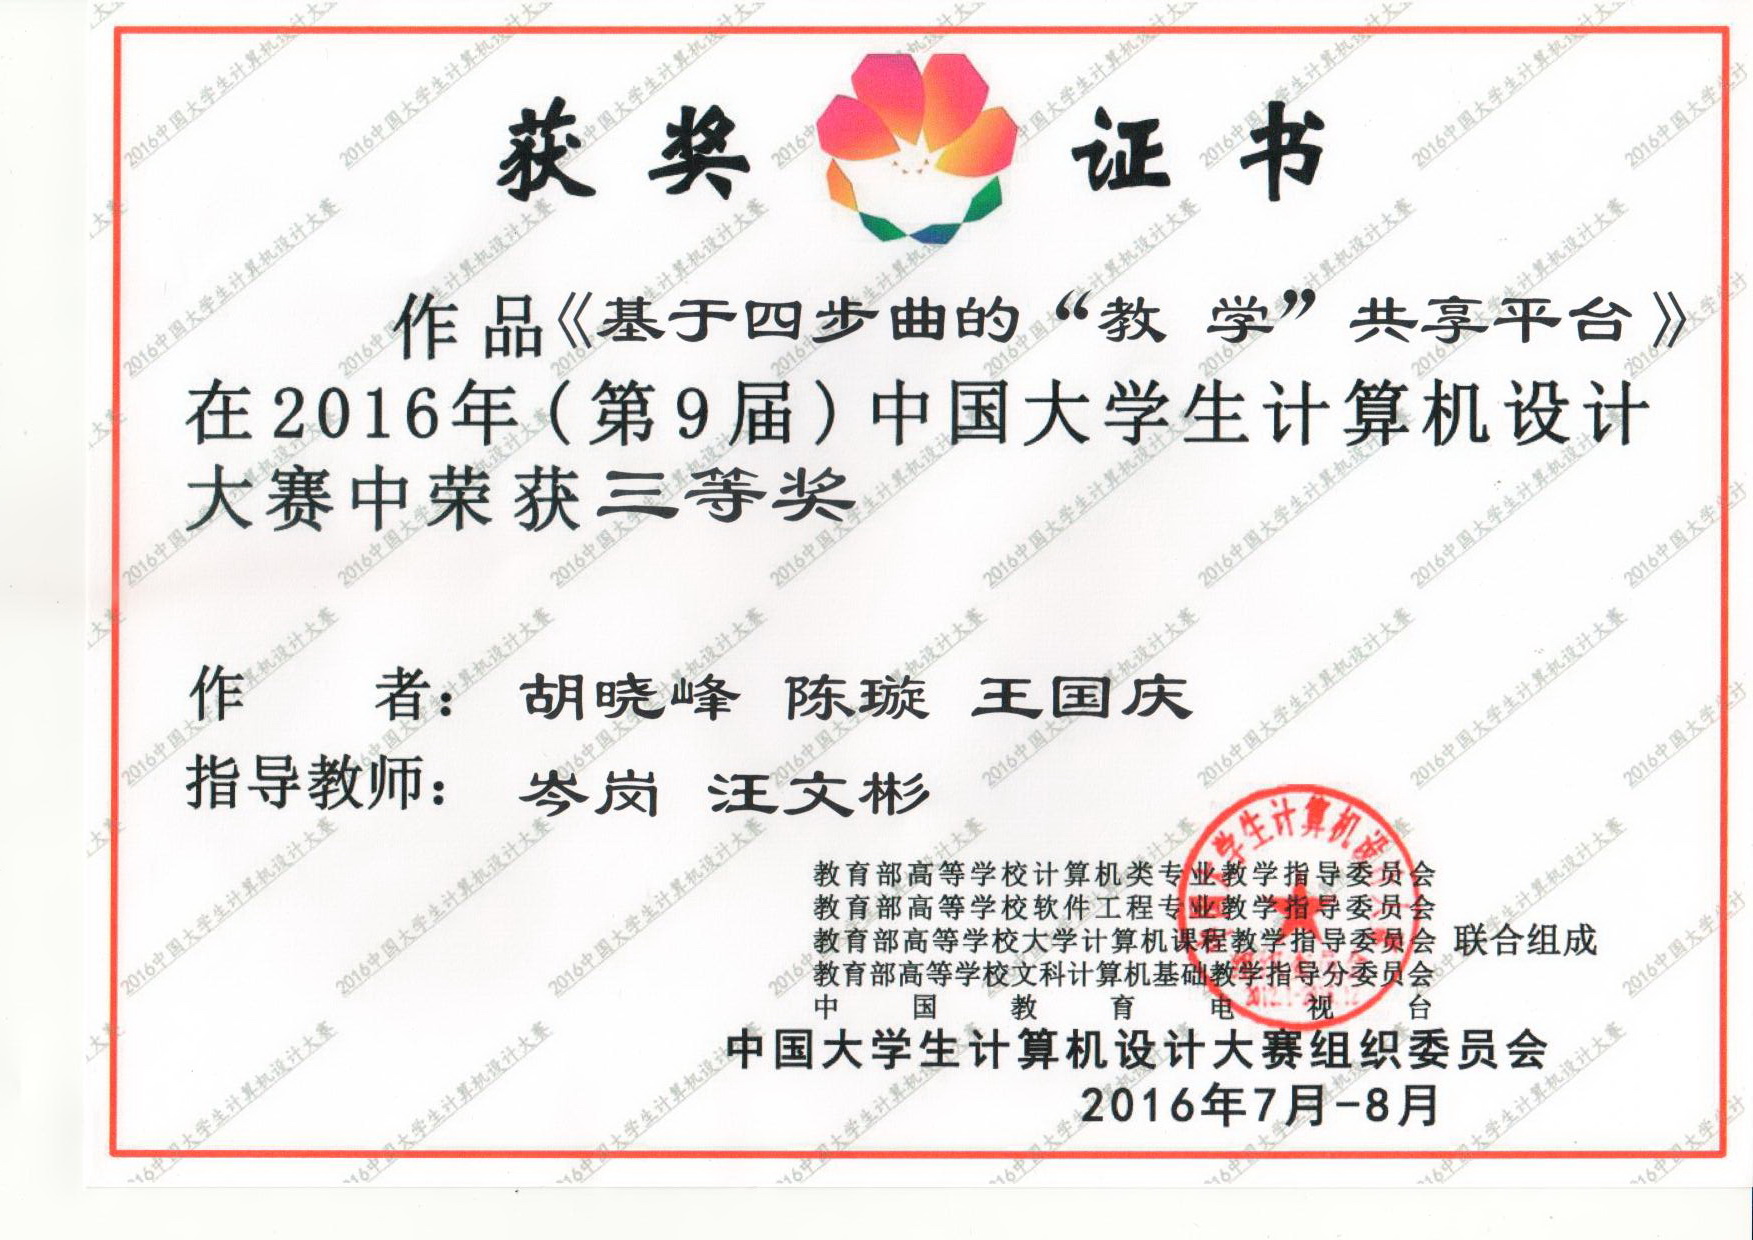 获奖证书
作品《基于四步曲的“教 学”共享平台》
在2016年(第9届)中国大学生计算机设计
大赛中荣获三等奖
作 者: 胡晓峰 陈璇 王国庆
指导教师: 岑岗 汪文彬
教育部高等学校计算机类专业教学指导委员会
教育部高等学校软件工程专业教学指导委员会
教育部高等学校大学计算机课程教学指导委员会 联合组成
教育部高等学校文科计算机基础教学指导分委员会
中国教育电视台
中国大学生计算机设计大赛组织委员会
2016年7月-8月
2016中国大学生计算机设计大赛